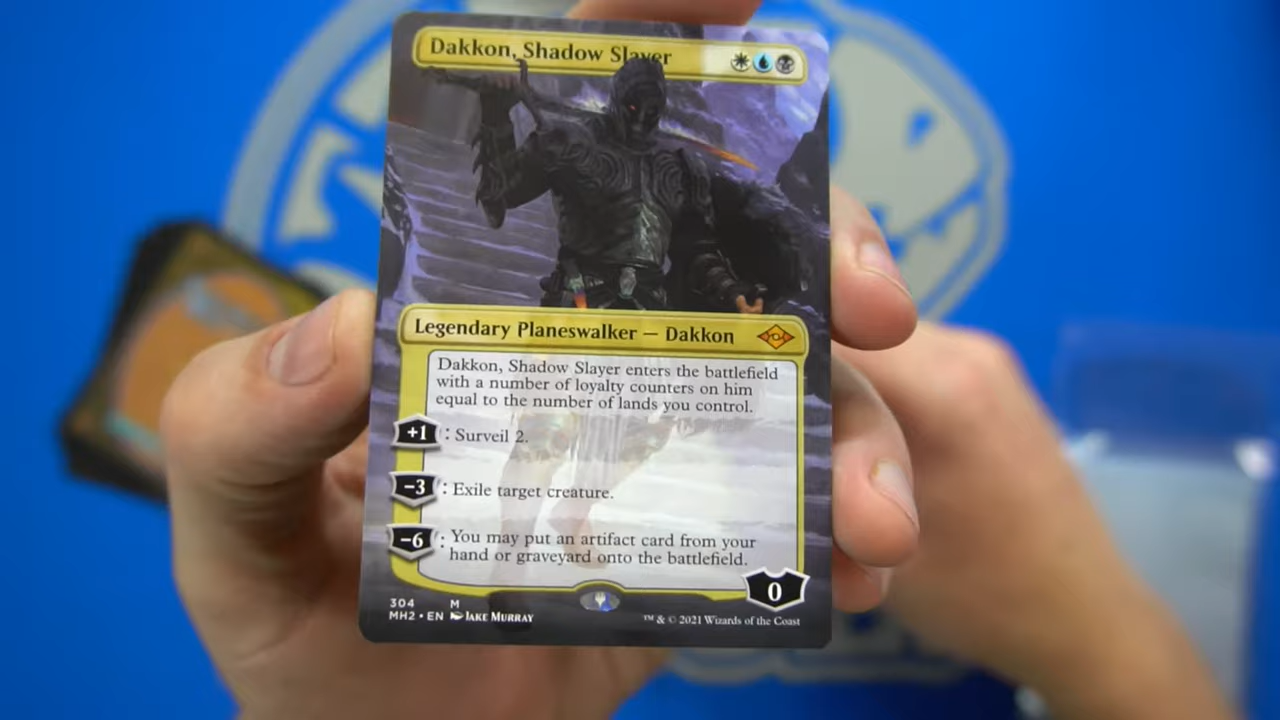 Dakkon, Shadow Slayer
Legendary Planeswalker — Dakkon
Dakkon, Shadow Slayer enters the battlefield
with a number of loyalty counters on him
equal to the number of lands you control.
+1 : Surveil 2.
−3 : Exile target creature.
−6 : You may put an artifact card from your
hand or graveyard onto the battlefield.
0
304 M
MH2 • EN Jake Murray
™ & © 2021 Wizards of the Coast